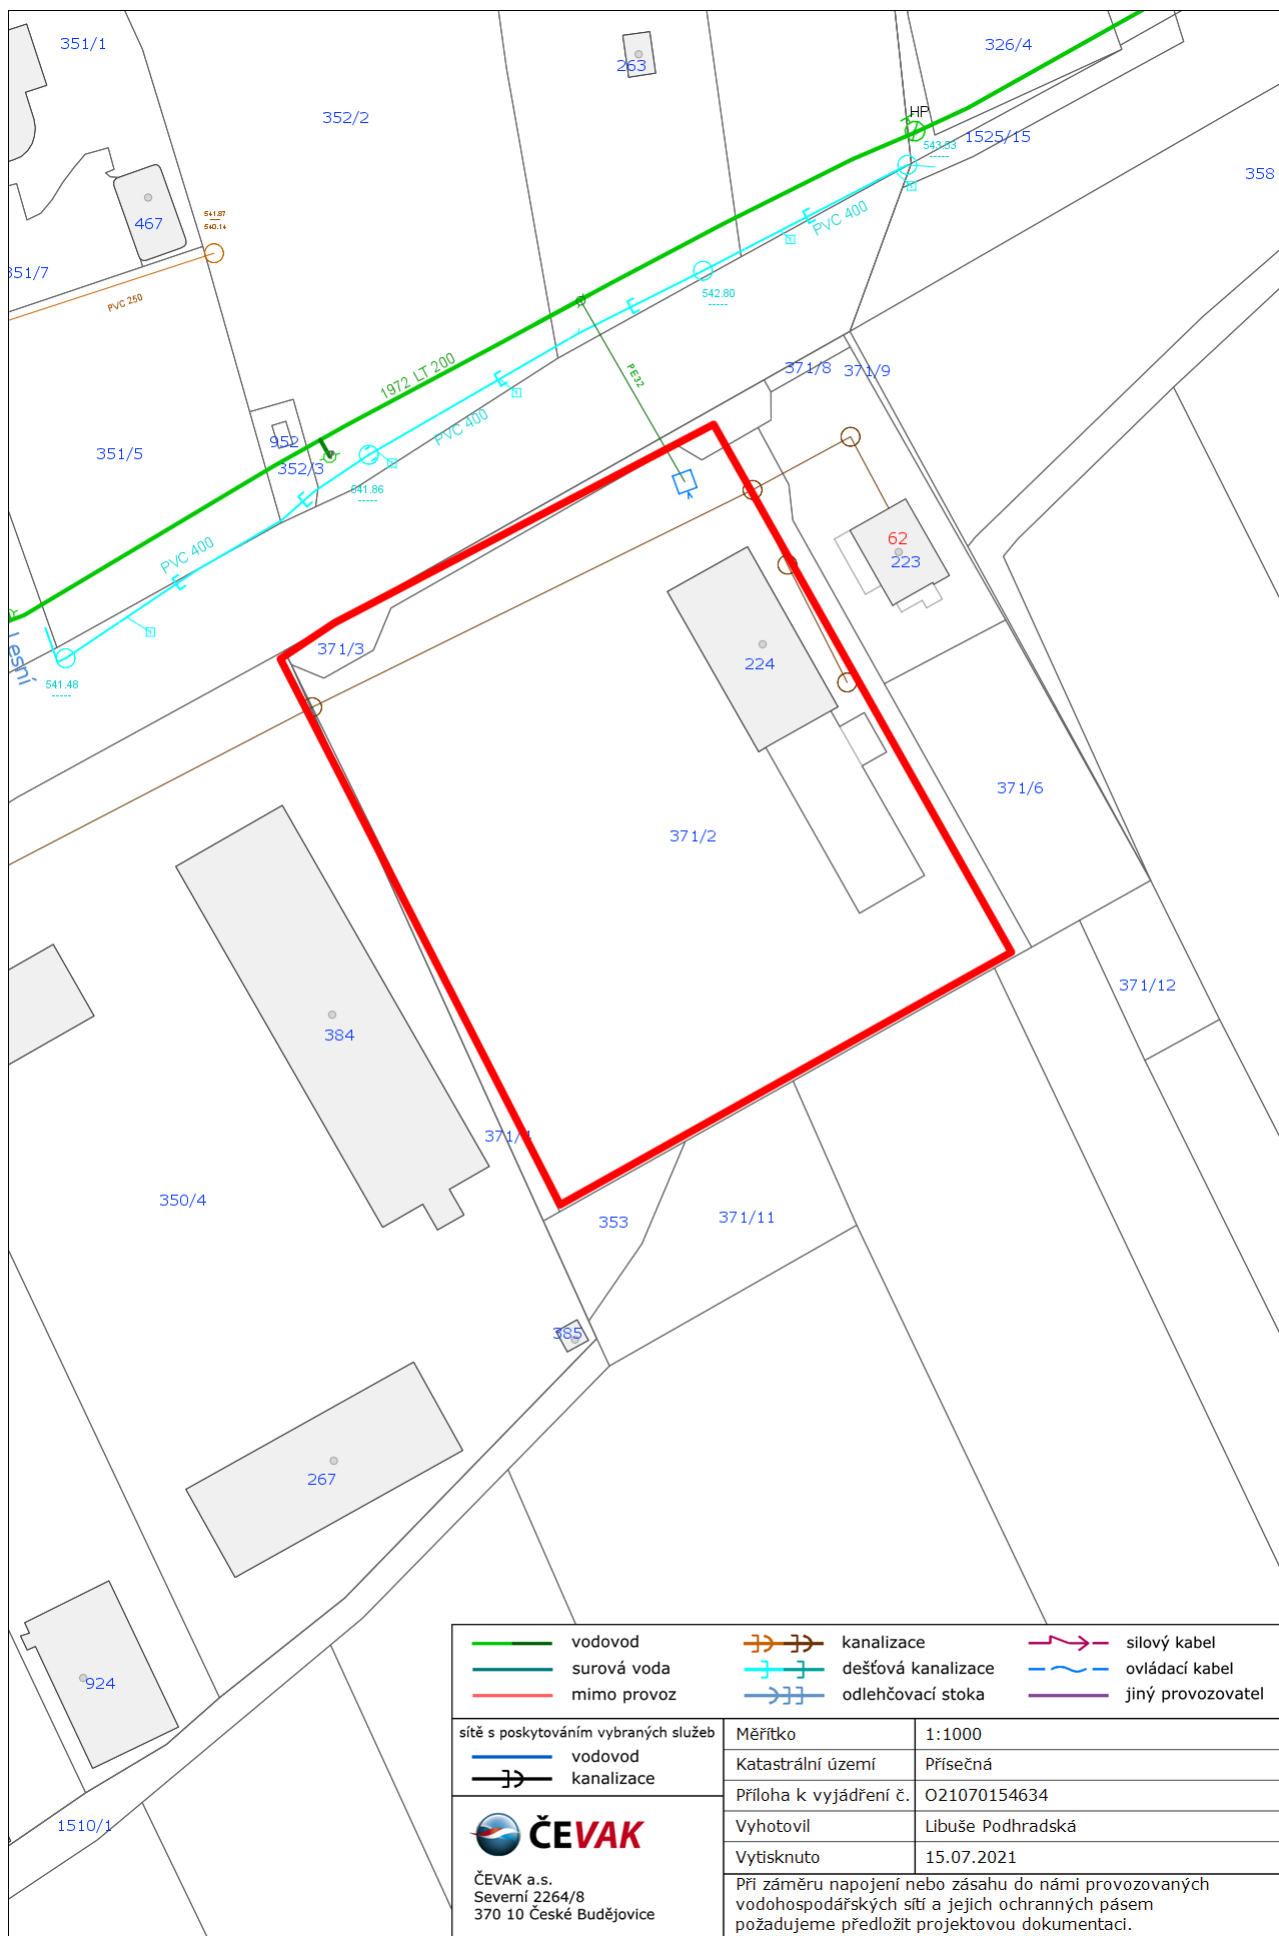 351/1
326/4
263
352/2
HP
1525/15
543.33
-----
358
PVC 400
467
541.87
540.14
351/7
PVC 250
542.80
-----
1972 LT 200
PE32
371/8
371/9
PVC 400
952
351/5
352/3
541.86
-----
PVC 400
62
223
371/3
Lesní
541.48
-----
224
371/6
371/2
371/12
384
371/1
350/4
353
371/11
385
267
924
1510/1
vodovod
kanalizace
silový kabel
surová voda
dešťová kanalizace
ovládací kabel
mimo provoz
odlehčovací stoka
jiný provozovatel
sítě s poskytováním vybraných služeb
vodovod
kanalizace
Měřítko 1:1000
Katastrální území Přísečná
Příloha k vyjádření č. O21070154634
Vyhotovil Libuše Podhradská
Vytisknuto 15.07.2021
ČEVAK
ČEVAK a.s.
Severní 2264/8
370 10 České Budějovice
Při záměru napojení nebo zásahu do námi provozovaných
vodohospodářských sítí a jejich ochranných pásem
požadujeme předložit projektovou dokumentaci.